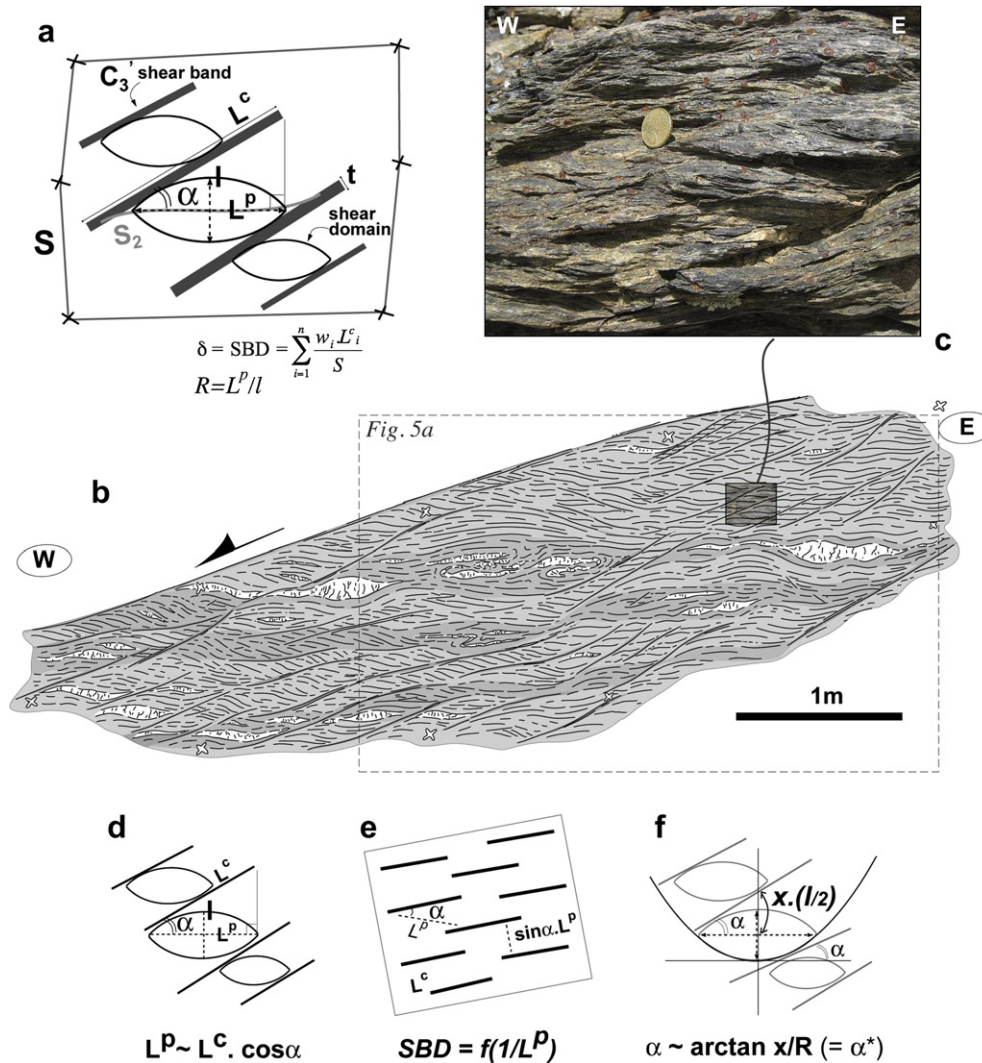 a
W
E
C3' shear band
L^c
t
l
α
L^p
S2
shear domain
S
δ = SBD = Σ_{i=1}^{n} w_i.L^c_i / S
R=L^p/l
c
Fig. 5a
E
b
W
1m
d
e
f
L^c
l
α
L^p
α
L^p
sinα.L^p
L^c
x.(l/2)
α
α
L^p~ L^c. cosα
SBD = f(1/L^p)
α ~ arctan x/R (= α*)